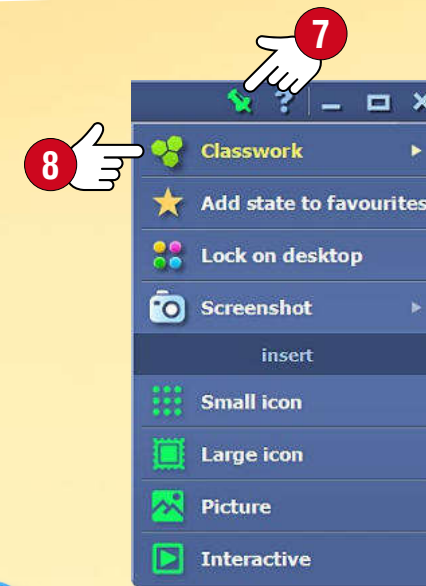 7
?
8
Classwork
Add state to favourites
Lock on desktop
Screenshot
insert
Small icon
Large icon
Picture
Interactive